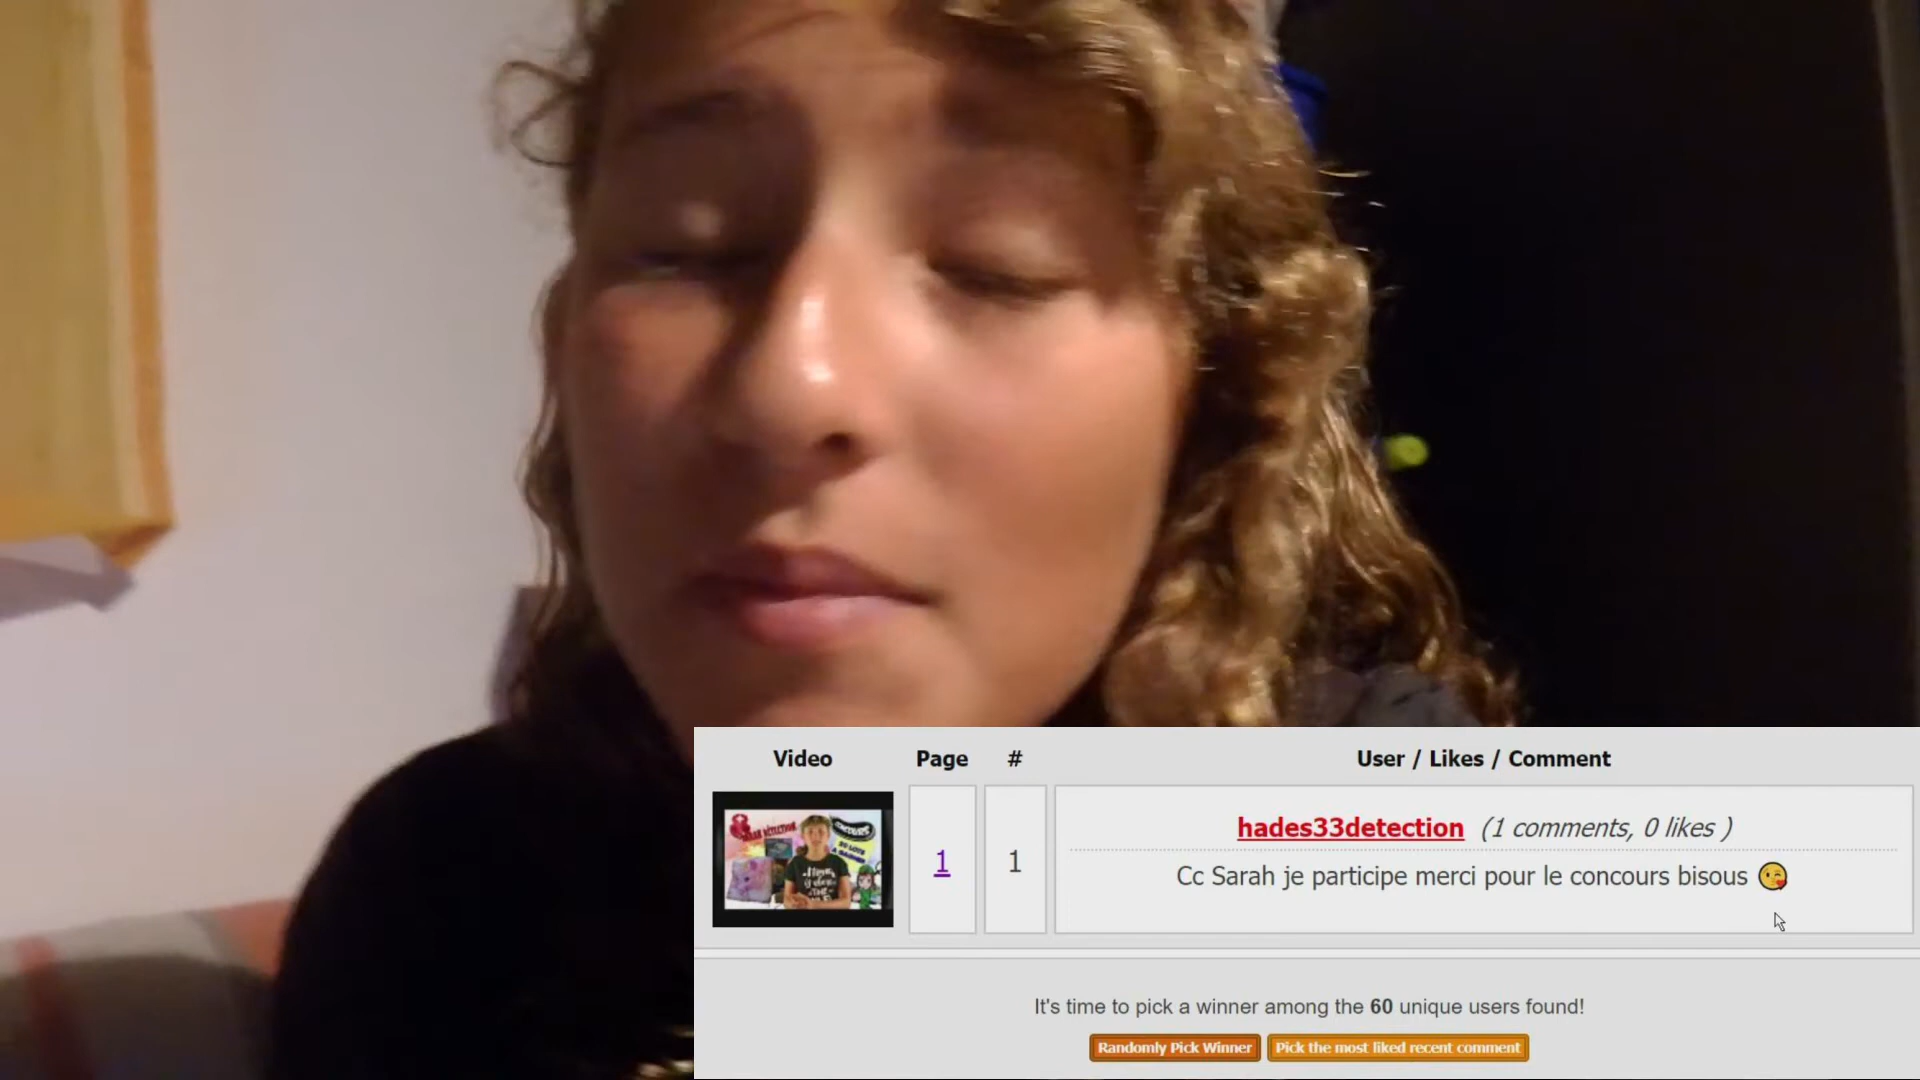 Video Page # User / Likes / Comment
1 1 hades33detection (1 comments, 0 likes )
Cc Sarah je participe merci pour le concours bisous 😘
It's time to pick a winner among the 60 unique users found!
Randomly Pick Winner Pick the most liked recent comment